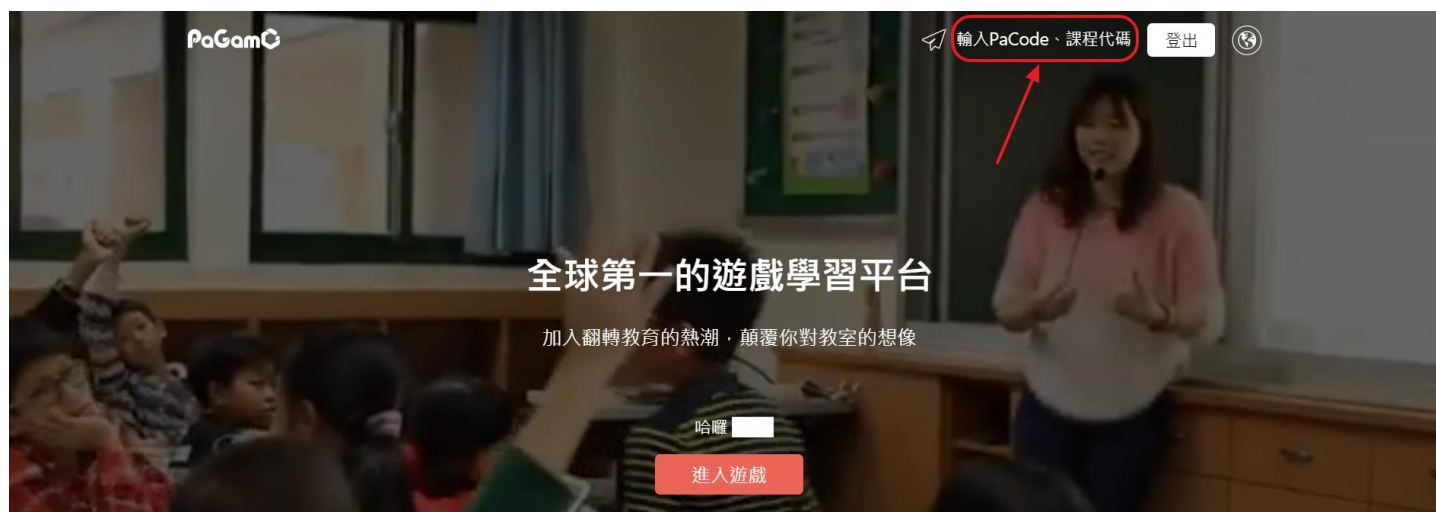 PaGamO
輸入PaCode、課程代碼
登出
全球第一的遊戲學習平台
加入翻轉教育的熱潮,顛覆你對教室的想像
哈囉
進入遊戲